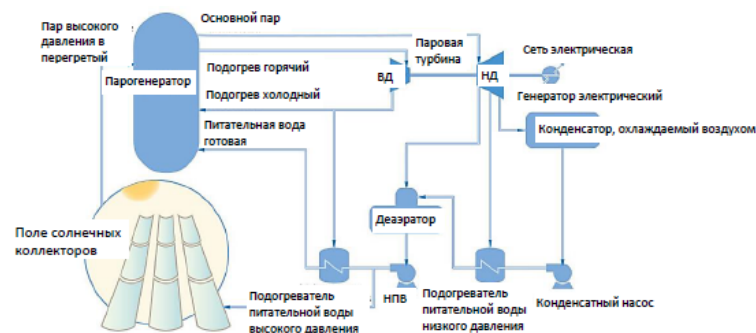 Основной пар
Пар высокого
давления в
перегретый
Паровая
турбина
Сеть электрическая
Парогенератор
Подогрев горячий
ВД
НД
Подогрев холодный
Генератор электрический
Питательная вода
готовая
Конденсатор, охлаждаемый воздухом
Деаэратор
Поле солнечных
коллекторов
Подогреватель
питательной воды
высокого давления
НПВ
Подогреватель
питательной воды
низкого давления
Конденсатный насос